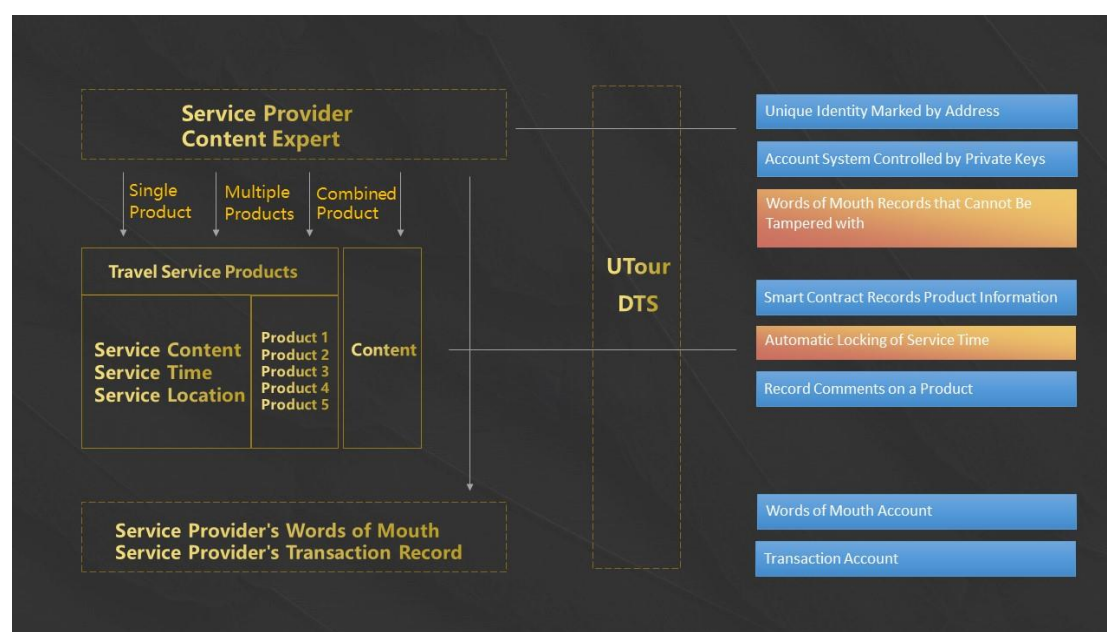 Service Provider
Content Expert
Single
Product
Multiple
Products
Combined
Product
Travel Service Products
Service Content
Service Time
Service Location
Product 1
Product 2
Product 3
Product 4
Product 5
Content
Service Provider's Words of Mouth
Service Provider's Transaction Record
UTour
DTS
Unique Identity Marked by Address
Account System Controlled by Private Keys
Words of Mouth Records that Cannot Be
Tampered with
Smart Contract Records Product Information
Automatic Locking of Service Time
Record Comments on a Product
Words of Mouth Account
Transaction Account